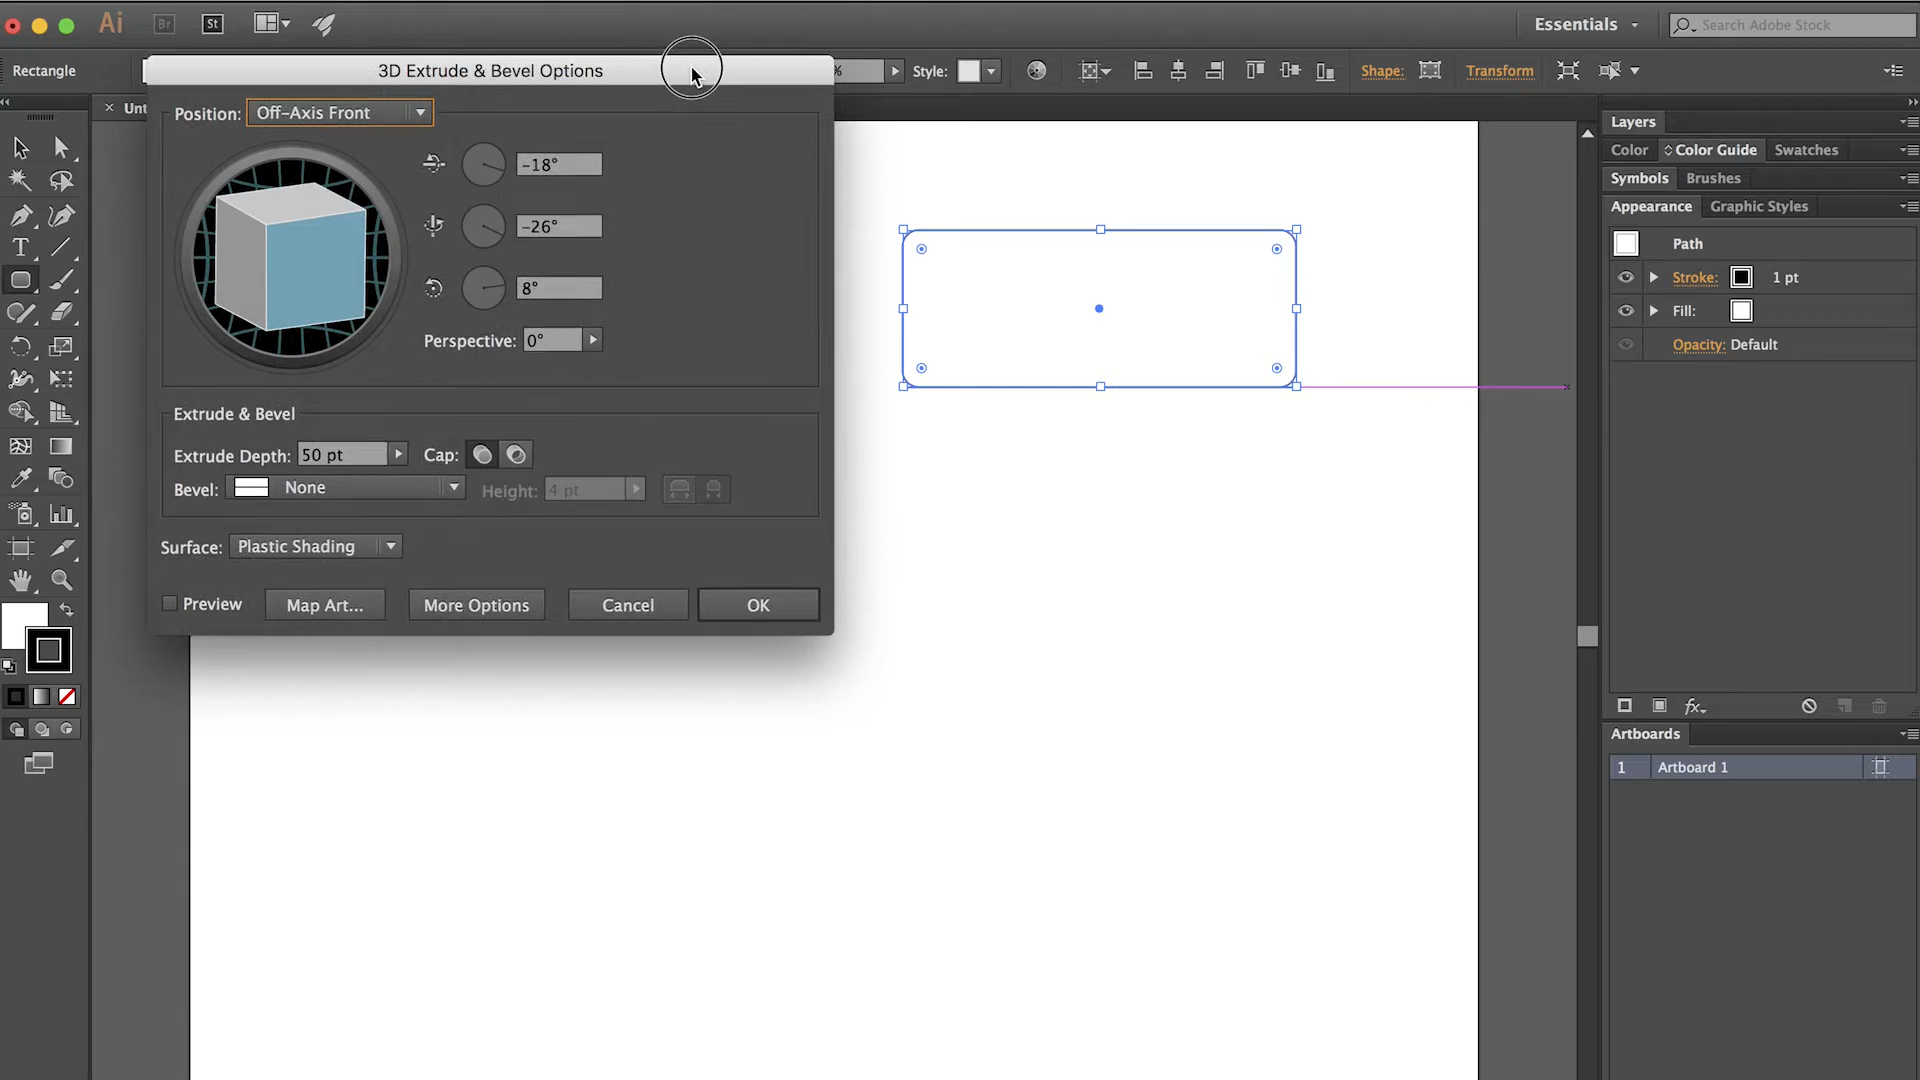 Ai
Br
St
Essentials
Search Adobe Stock
Rectangle
3D Extrude & Bevel Options
%
Style:
Shape:
Transform
Unt
Position: Off-Axis Front
-18°
-26°
8°
Perspective: 0°
Extrude & Bevel
Extrude Depth: 50 pt
Cap:
Bevel: None
Height: 4 pt
Surface: Plastic Shading
Preview
Map Art...
More Options
Cancel
OK
T
Layers
Color
Color Guide
Swatches
Symbols
Brushes
Appearance
Graphic Styles
Path
Stroke: 1 pt
Fill:
Opacity: Default
fx
Artboards
1 Artboard 1